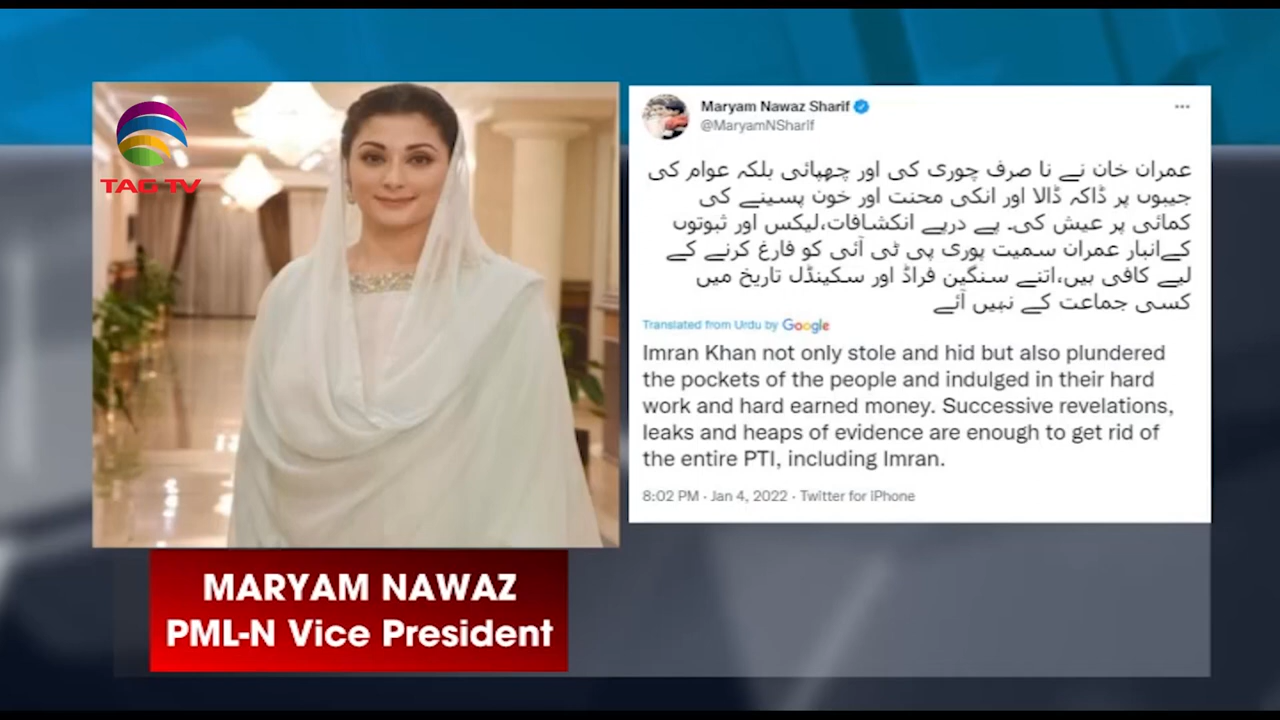 TAG TV
MARYAM NAWAZ
PML-N Vice President
Maryam Nawaz Sharif
@MaryamNSharif
عمران خان نے نا صرف چوری کی اور چھپائی بلکہ عوام کی
جیبوں پر ڈاکہ ڈالا اور انکی محنت اور خون پسینے کی
کمائی پر عیش کی۔ پے درپے انکشافات،لیکس اور ثبوتوں
کےانبار عمران سمیت پوری پی ٹی آئی کو فارغ کرنے کے
لیے کافی ہیں،اتنے سنگین فراڈ اور سکینڈل تاریخ میں
کسی جماعت کے نہیں آئے
Translated from Urdu by Google
Imran Khan not only stole and hid but also plundered
the pockets of the people and indulged in their hard
work and hard earned money. Successive revelations,
leaks and heaps of evidence are enough to get rid of
the entire PTI, including Imran.
8:02 PM · Jan 4, 2022 · Twitter for iPhone